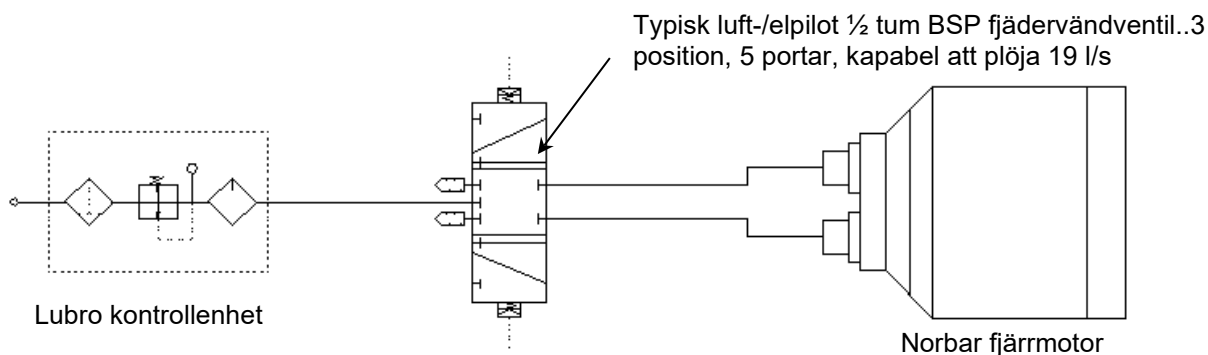 Typisk luft-/elpilot ½ tum BSP fjädervändventil..3
position, 5 portar, kapabel att plöja 19 l/s
Lubro kontrollenhet
Norbar fjärrmotor